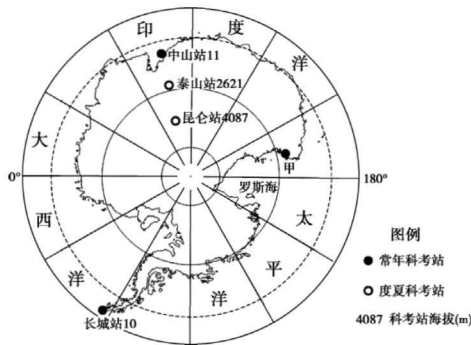 印度洋
中山站11
泰山站2621
昆仑站4087
大西洋
0°
180°
甲
罗斯海
太平洋
长城站10
图例
常年科考站
度夏科考站
4087 科考站海拔(m)